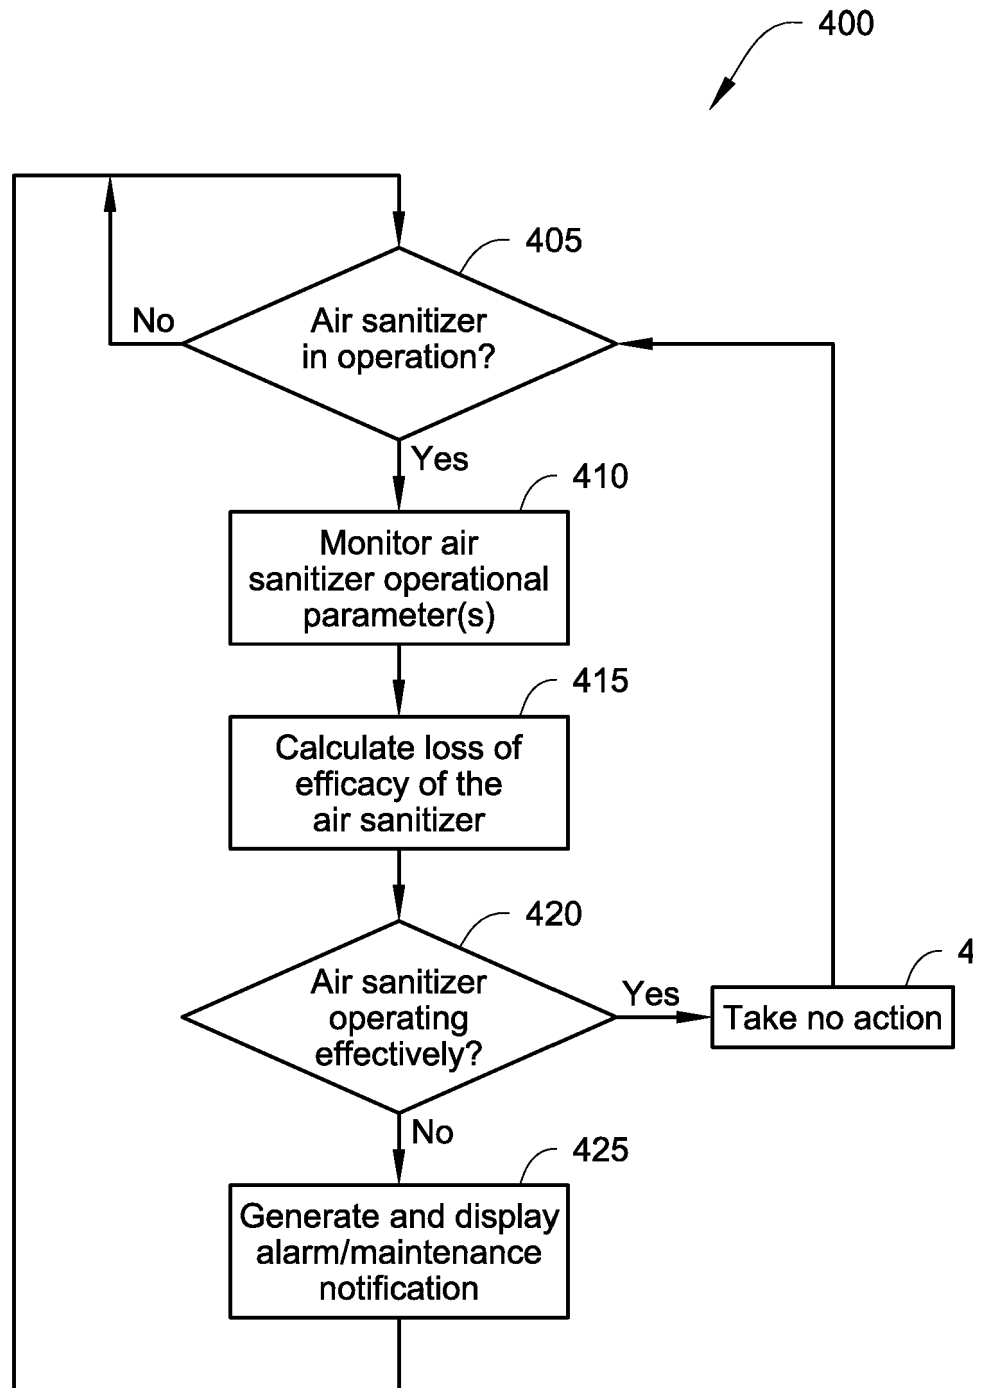 400
405
Air sanitizer
in operation?
No
Yes
410
Monitor air
sanitizer operational
parameter(s)
415
Calculate loss of
efficacy of the
air sanitizer
420
Air sanitizer
operating
effectively?
Yes
4
Take no action
No
425
Generate and display
alarm/maintenance
notification